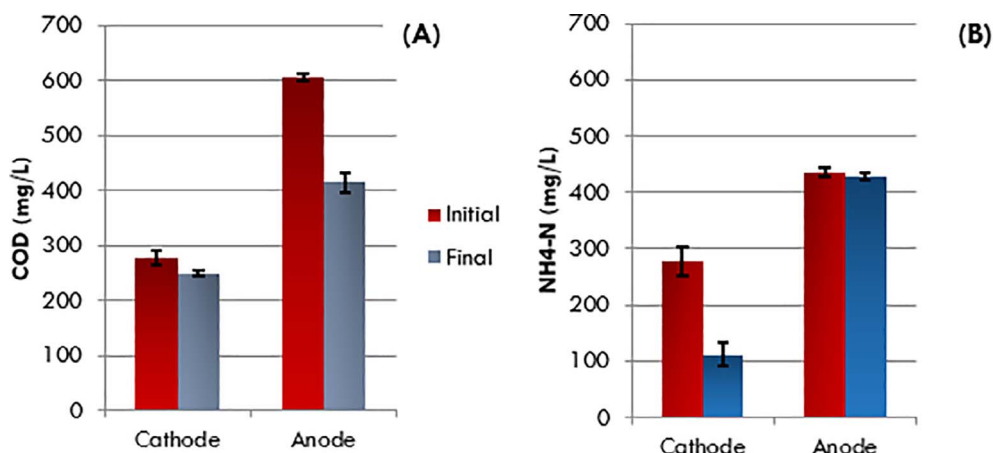 (A)
COD (mg/L)
700
600
500
400
300
200
100
0
Cathode Anode
Initial
Final
(B)
NH4-N (mg/L)
700
600
500
400
300
200
100
0
Cathode Anode